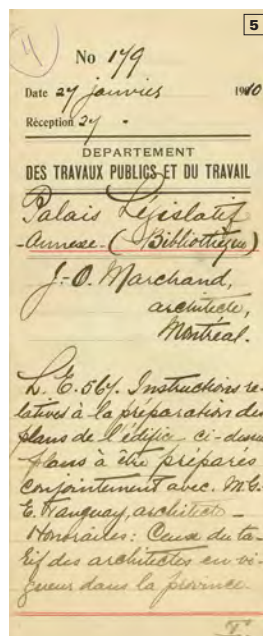 5
4
No 179
Date 27 janvier 1910
Réception 27 "
DEPARTEMENT
DES TRAVAUX PUBLICS ET DU TRAVAIL
Palais Législatif
- Annexe - (Bibliothèque)
J.-O. Marchand,
architecte,
Montréal.
L. E. 567. Instructions re-
latives à la préparation des
plans de l'édifice ci-dessus
plans à être préparés
conjointement avec M. G.
E. Tanguay, architecte -
Honoraires: Ceux du ta-
rif des architectes en vi-
gueur dans la province